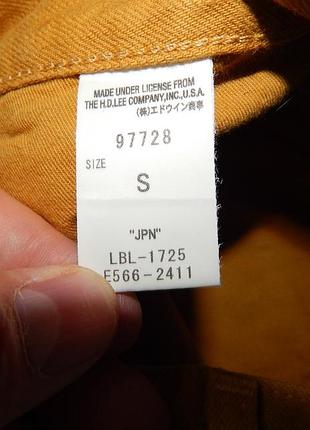 MADE UNDER LICENSE FROM
THE H.D.LEE COMPANY,INC.,U.S.A.
(株)エドウイン商事
97728
SIZE
S
"JPN"
LBL-1725
E566-2411